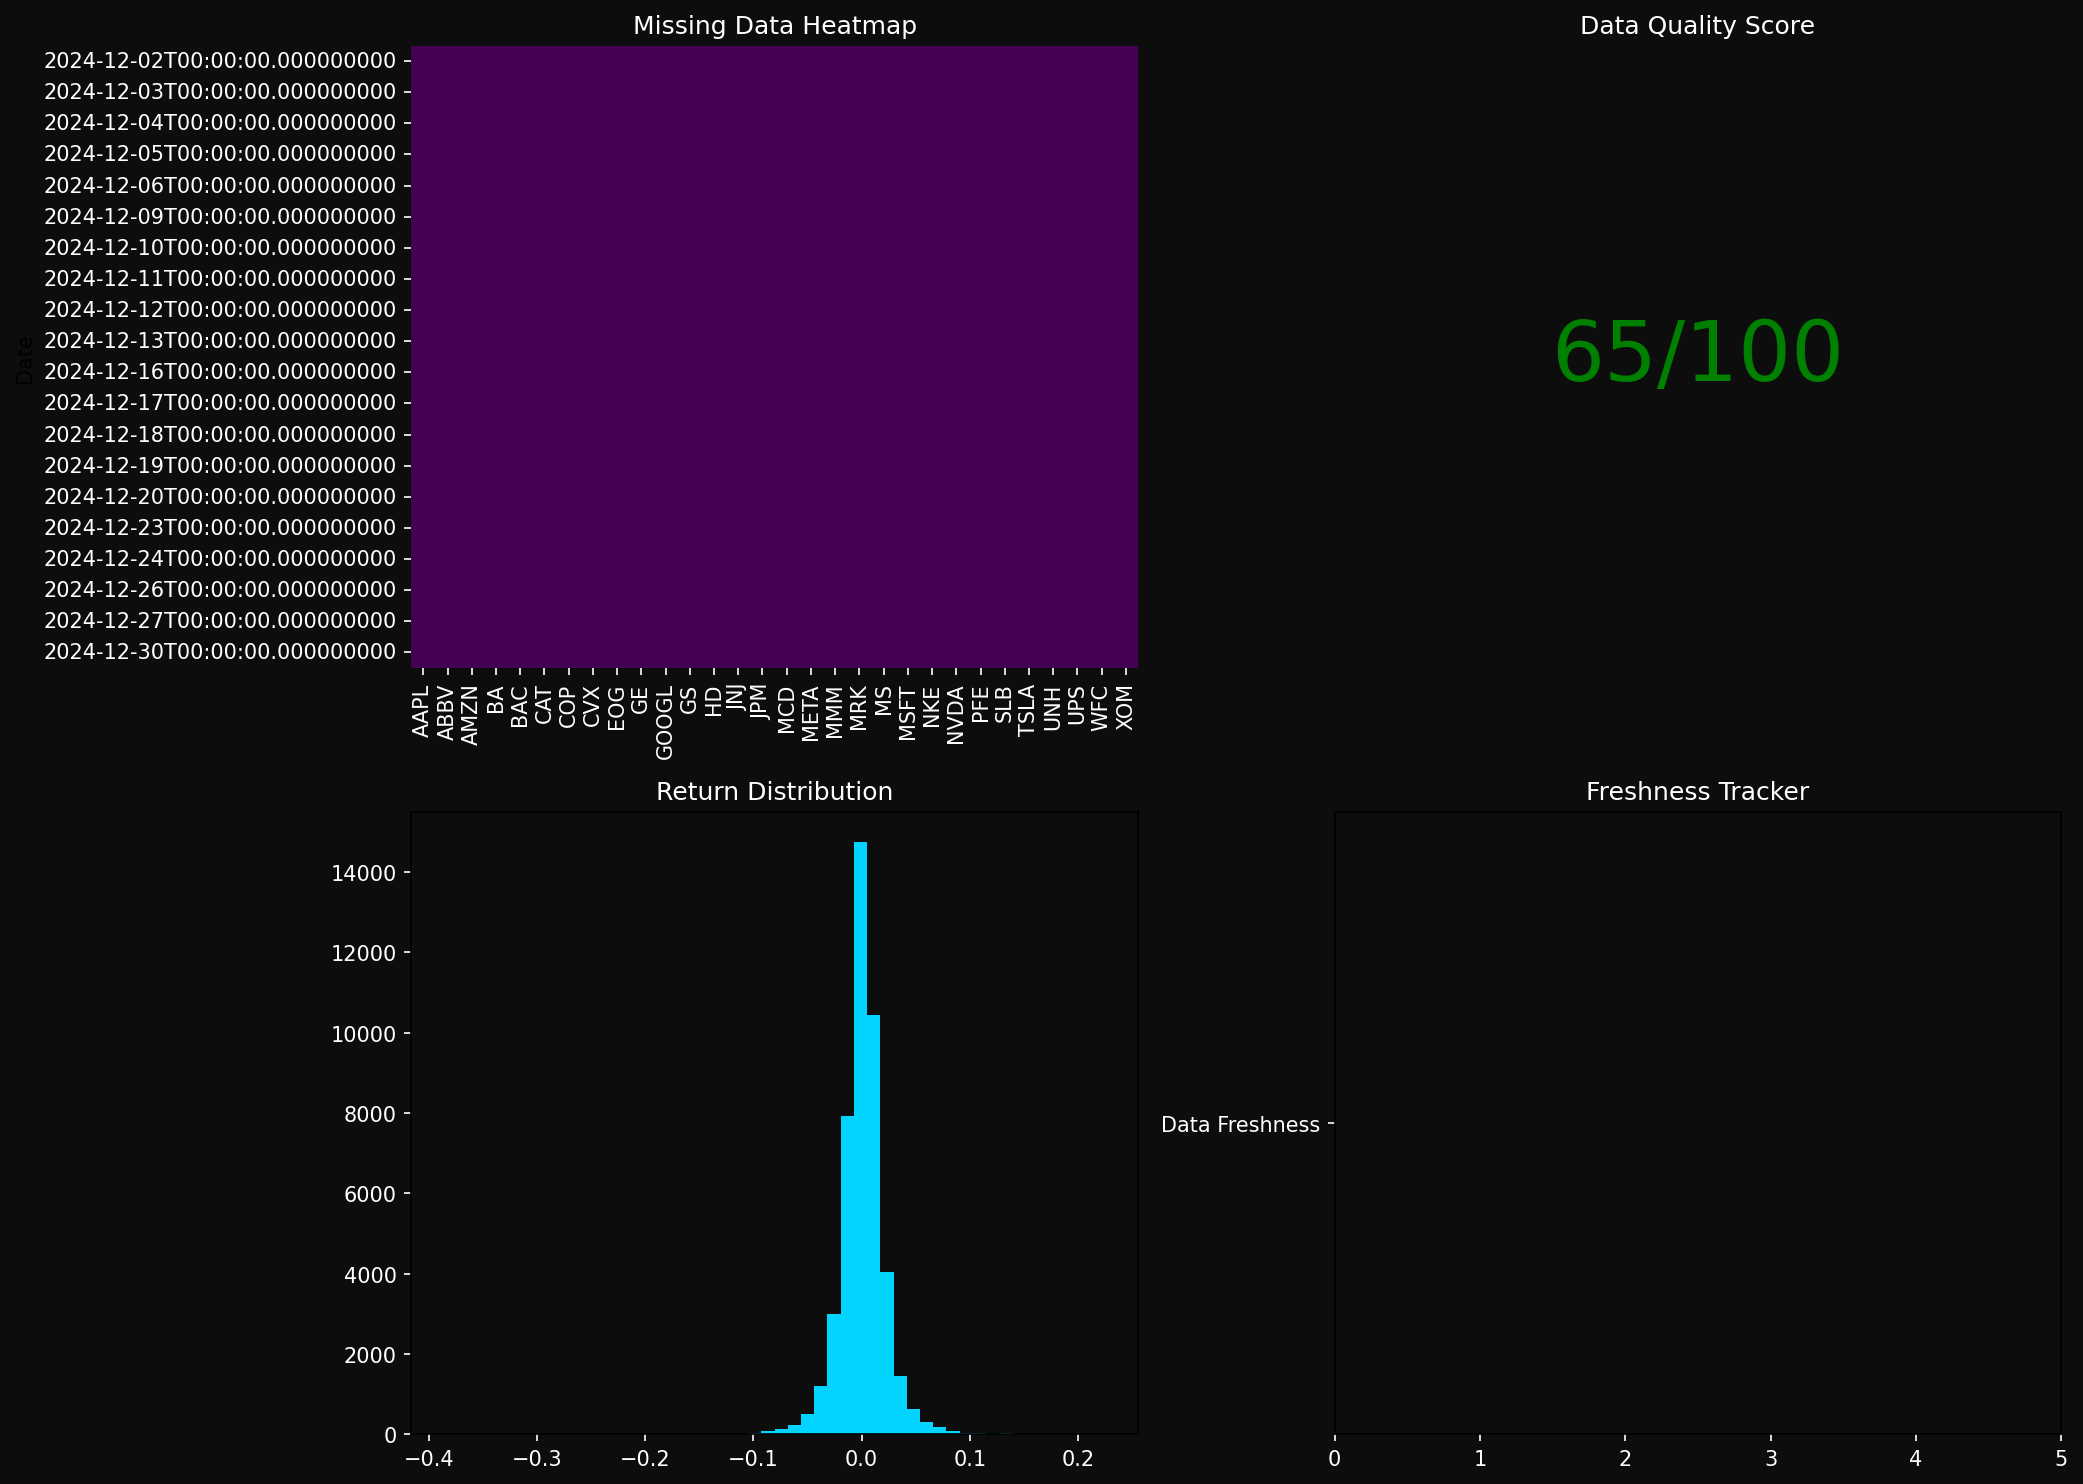 Missing Data Heatmap
2024-12-02T00:00:00.000000000
2024-12-03T00:00:00.000000000
2024-12-04T00:00:00.000000000
2024-12-05T00:00:00.000000000
2024-12-06T00:00:00.000000000
2024-12-09T00:00:00.000000000
2024-12-10T00:00:00.000000000
2024-12-11T00:00:00.000000000
2024-12-12T00:00:00.000000000
2024-12-13T00:00:00.000000000
2024-12-16T00:00:00.000000000
2024-12-17T00:00:00.000000000
2024-12-18T00:00:00.000000000
2024-12-19T00:00:00.000000000
2024-12-20T00:00:00.000000000
2024-12-23T00:00:00.000000000
2024-12-24T00:00:00.000000000
2024-12-26T00:00:00.000000000
2024-12-27T00:00:00.000000000
2024-12-30T00:00:00.000000000
Date
AAPL
ABBV
AMZN
BA
BAC
CAT
COP
CVX
EOG
GE
GOOGL
GS
HD
JNJ
JPM
MCD
META
MMM
MRK
MS
MSFT
NKE
NVDA
PFE
SLB
TSLA
UNH
UPS
WFC
XOM
Data Quality Score
65/100
Return Distribution
14000
12000
10000
8000
6000
4000
2000
0
−0.4 −0.3 −0.2 −0.1 0.0 0.1 0.2
Freshness Tracker
Data Freshness
0 1 2 3 4 5